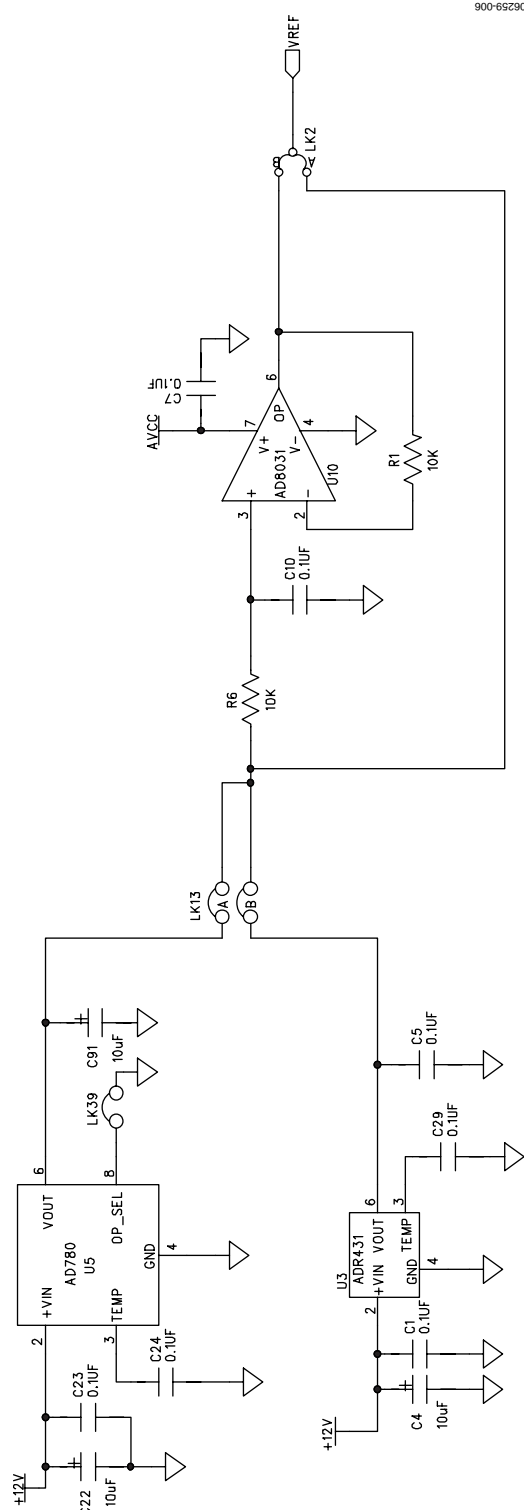 +12V
C22
10uF
C23
0.1UF
2
+VIN
AD780
U5
VOUT
6
3
TEMP
OP_SEL
8
GND
4
C24
0.1UF
LK39
C91
10uF
+12V
C4
10uF
C1
0.1UF
U3
ADR431
2
+VIN
VOUT
6
TEMP
3
GND
4
C29
0.1UF
C5
0.1UF
LK13
A
B
R6
10K
C10
0.1UF
AVCC
C7
0.1UF
3
+
2
-
7
V+
AD8031
OP
6
V-
4
U10
R1
10K
B
A
LK2
VREF
06259-006